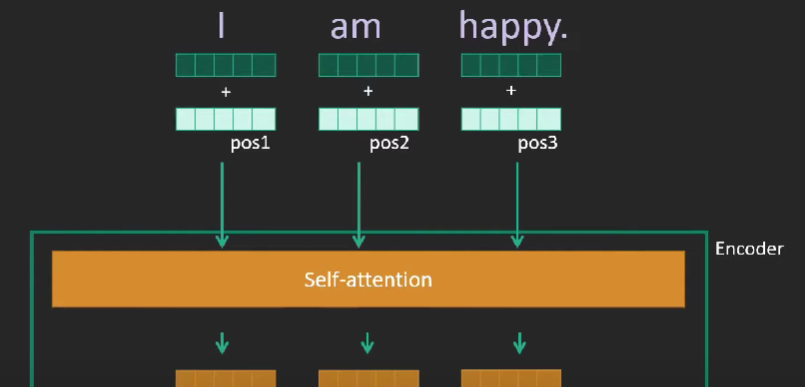 I am happy.
+ + +
pos1 pos2 pos3
Encoder
Self-attention